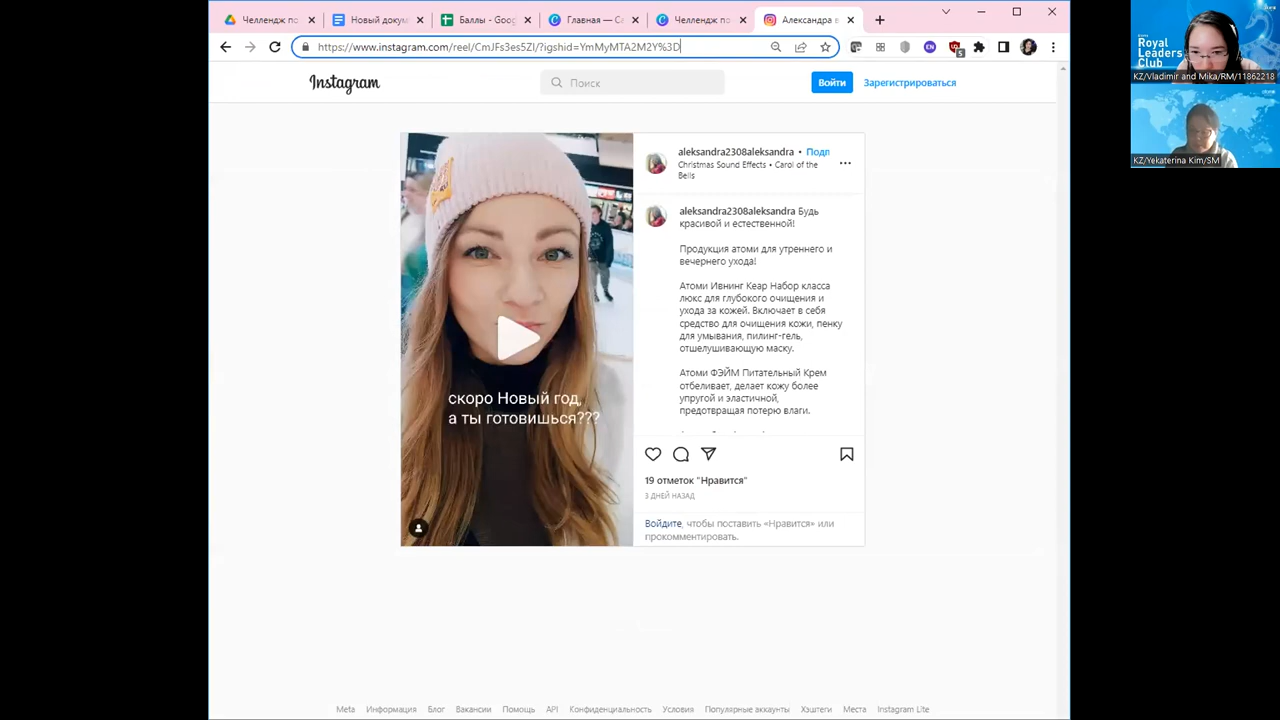 Челлендж по
Новый докум
Баллы - Goog
Главная — Ca
Челлендж по
Александра в
https://www.instagram.com/reel/CmJFs3es5ZI/?igshid=YmMyMTA2M2Y%3D
EN
5
Instagram
Поиск
Войти
Зарегистрироваться
скоро Новый год,
а ты готовишься???
aleksandra2308aleksandra • Подп
Christmas Sound Effects • Carol of the
Bells
aleksandra2308aleksandra Будь
красивой и естественной!
Продукция атоми для утреннего и
вечернего ухода!
Атоми Ивнинг Кеар Набор класса
люкс для глубокого очищения и
ухода за кожей. Включает в себя
средство для очищения кожи, пенку
для умывания, пилинг-гель,
отшелушивающую маску.
Атоми ФЭЙМ Питательный Крем
отбеливает, делает кожу более
упругой и эластичной,
предотвращая потерю влаги.
19 отметок "Нравится"
3 ДНЕЙ НАЗАД
Войдите, чтобы поставить «Нравится» или
прокомментировать.
Meta Информация Блог Вакансии Помощь API Конфиденциальность Условия Популярные аккаунты Хэштеги Места Instagram Lite
Royal
Leaders
Club
KZ/Vladimir and Mika/RM/11862218
KZ/Yekaterina Kim/SM